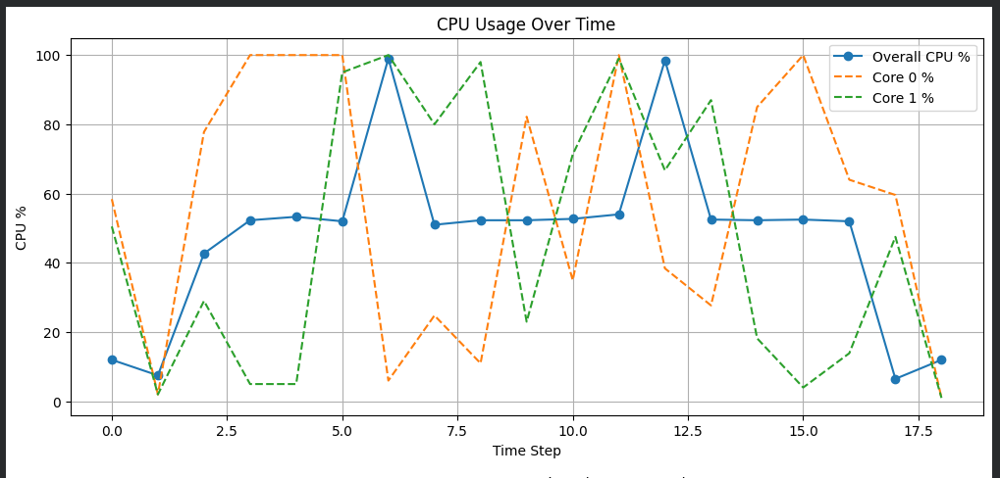 CPU Usage Over Time
Overall CPU %
Core 0 %
Core 1 %
CPU %
100
80
60
40
20
0
0.0 2.5 5.0 7.5 10.0 12.5 15.0 17.5
Time Step